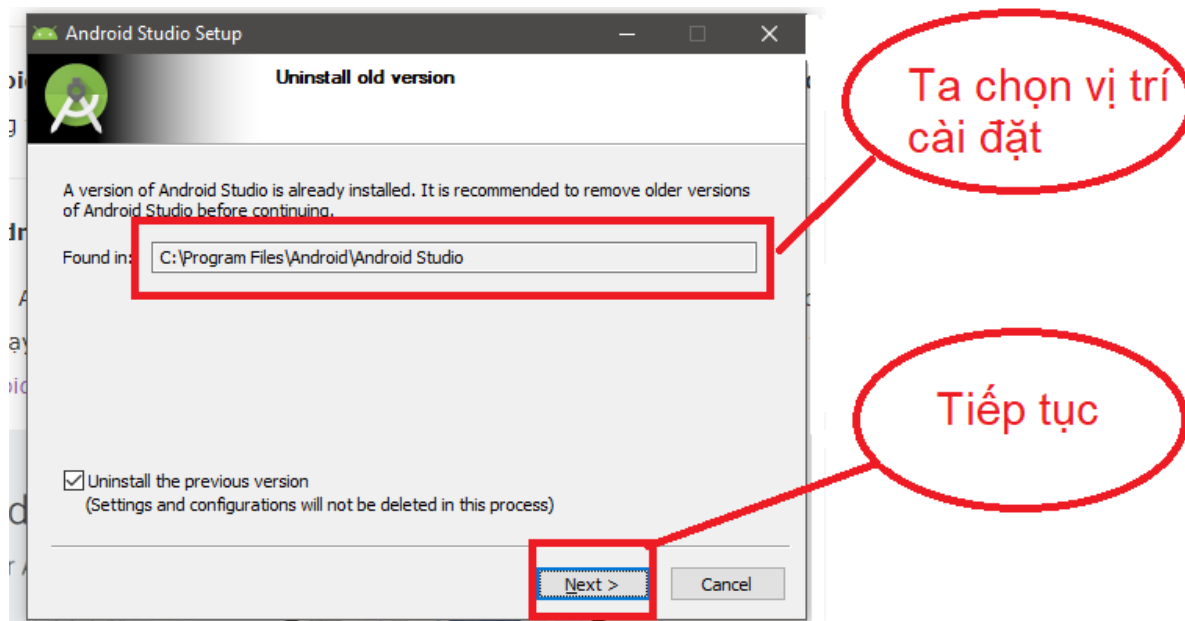 Android Studio Setup
Uninstall old version
Ta chọn vị trí
cài đặt
A version of Android Studio is already installed. It is recommended to remove older versions
of Android Studio before continuing.
Found in: C:\Program Files\Android\Android Studio
Tiếp tục
Uninstall the previous version
(Settings and configurations will not be deleted in this process)
Next >
Cancel